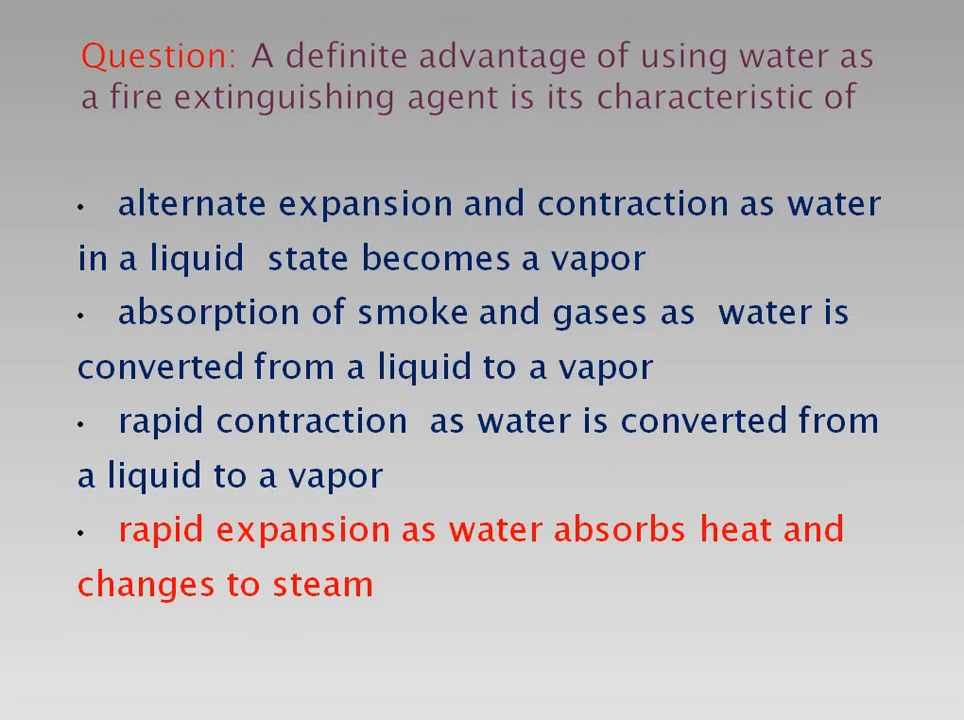 Question: A definite advantage of using water as
a fire extinguishing agent is its characteristic of
• alternate expansion and contraction as water
in a liquid state becomes a vapor
• absorption of smoke and gases as water is
converted from a liquid to a vapor
• rapid contraction as water is converted from
a liquid to a vapor
• rapid expansion as water absorbs heat and
changes to steam